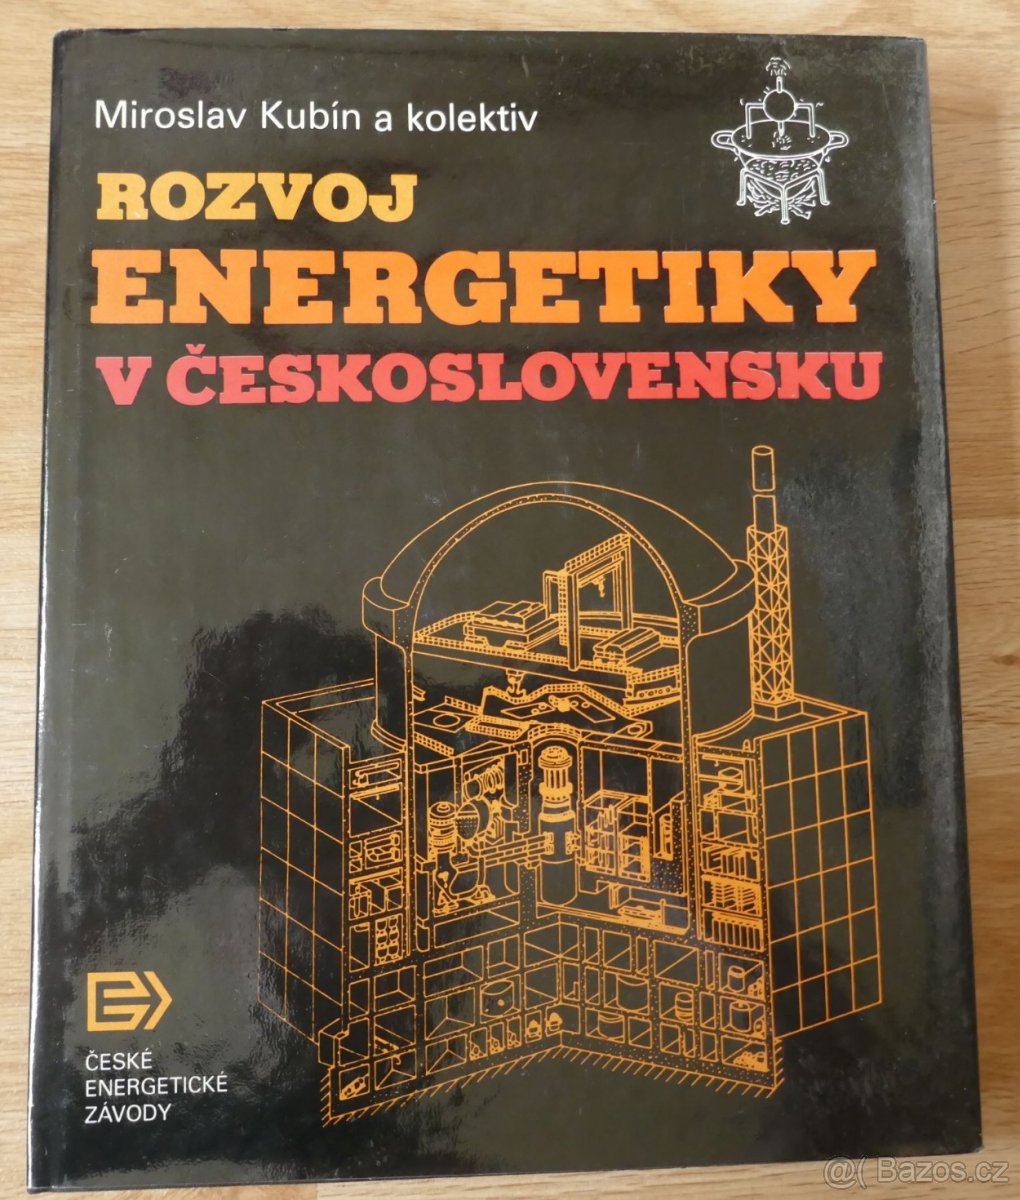 Miroslav Kubín a kolektiv
ROZVOJ
ENERGETIKY
V ČESKOSLOVENSKU
ČESKÉ
ENERGETICKÉ
ZÁVODY
@( Bazos.cz